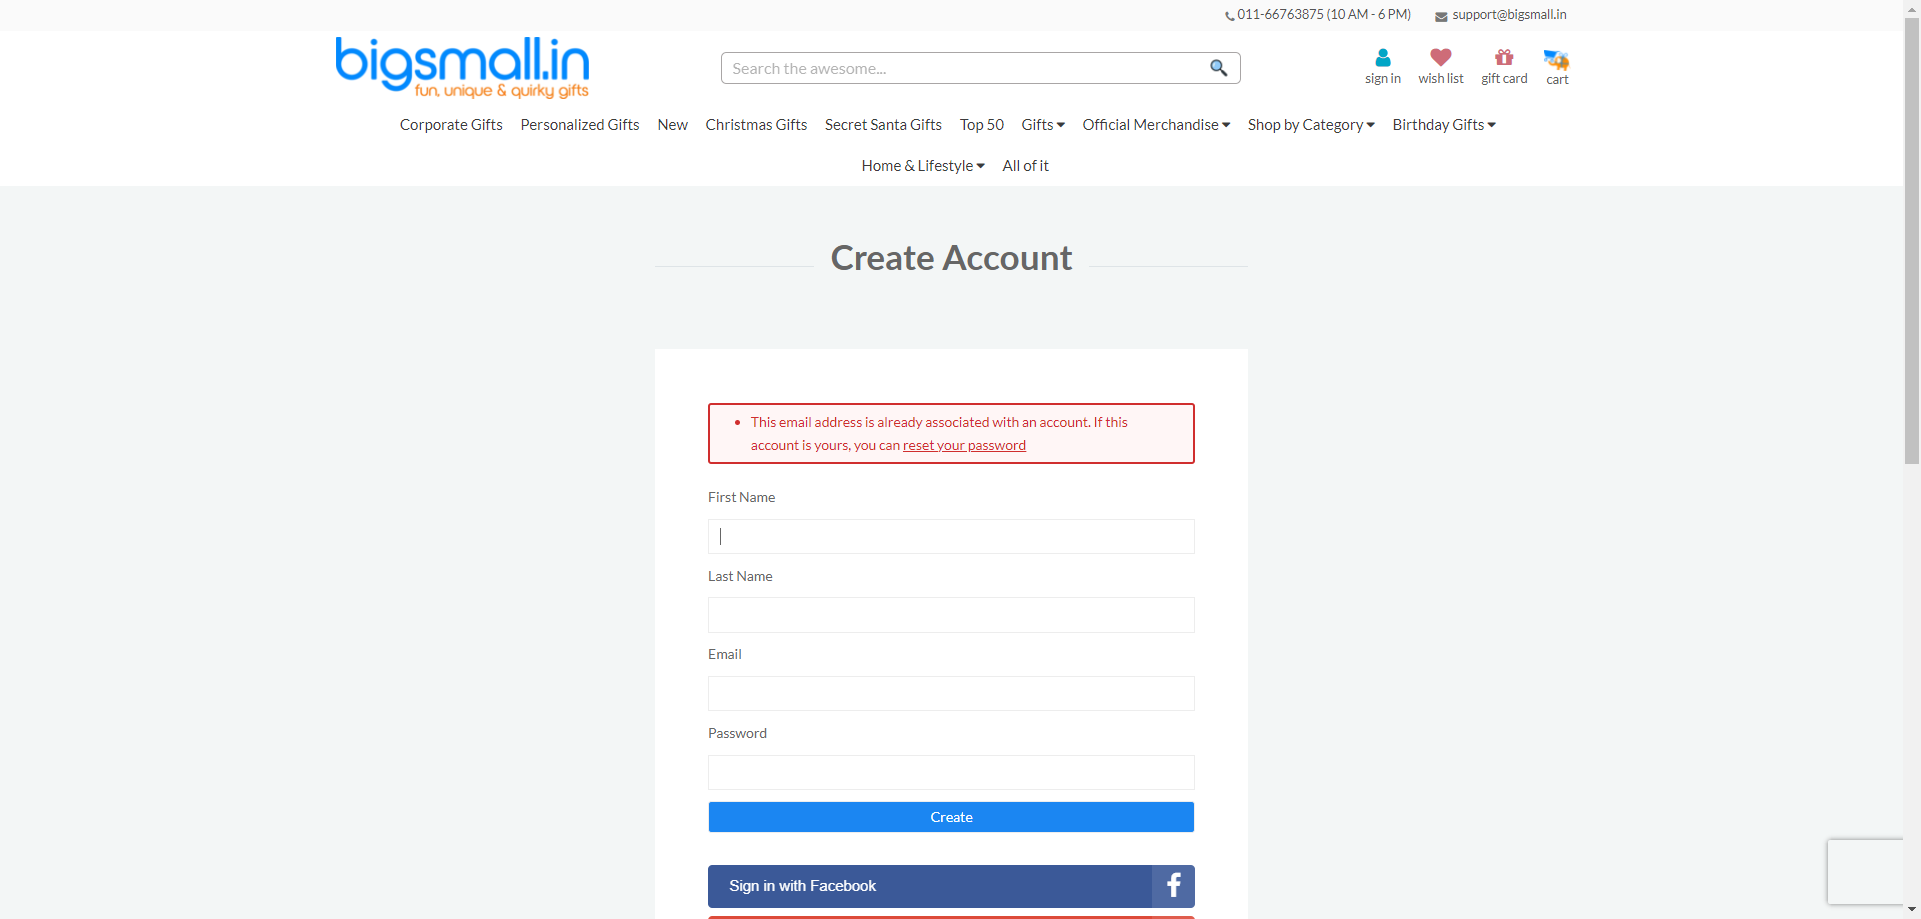 011-66763875 (10 AM - 6 PM) support@bigsmall.in
bigsmall.in
fun, unique & quirky gifts
Search the awesome...
sign in wish list gift card cart
Corporate Gifts Personalized Gifts New Christmas Gifts Secret Santa Gifts Top 50 Gifts Official Merchandise Shop by Category Birthday Gifts
Home & Lifestyle All of it
Create Account
This email address is already associated with an account. If this
account is yours, you can reset your password
First Name
Last Name
Email
Password
Create
Sign in with Facebook